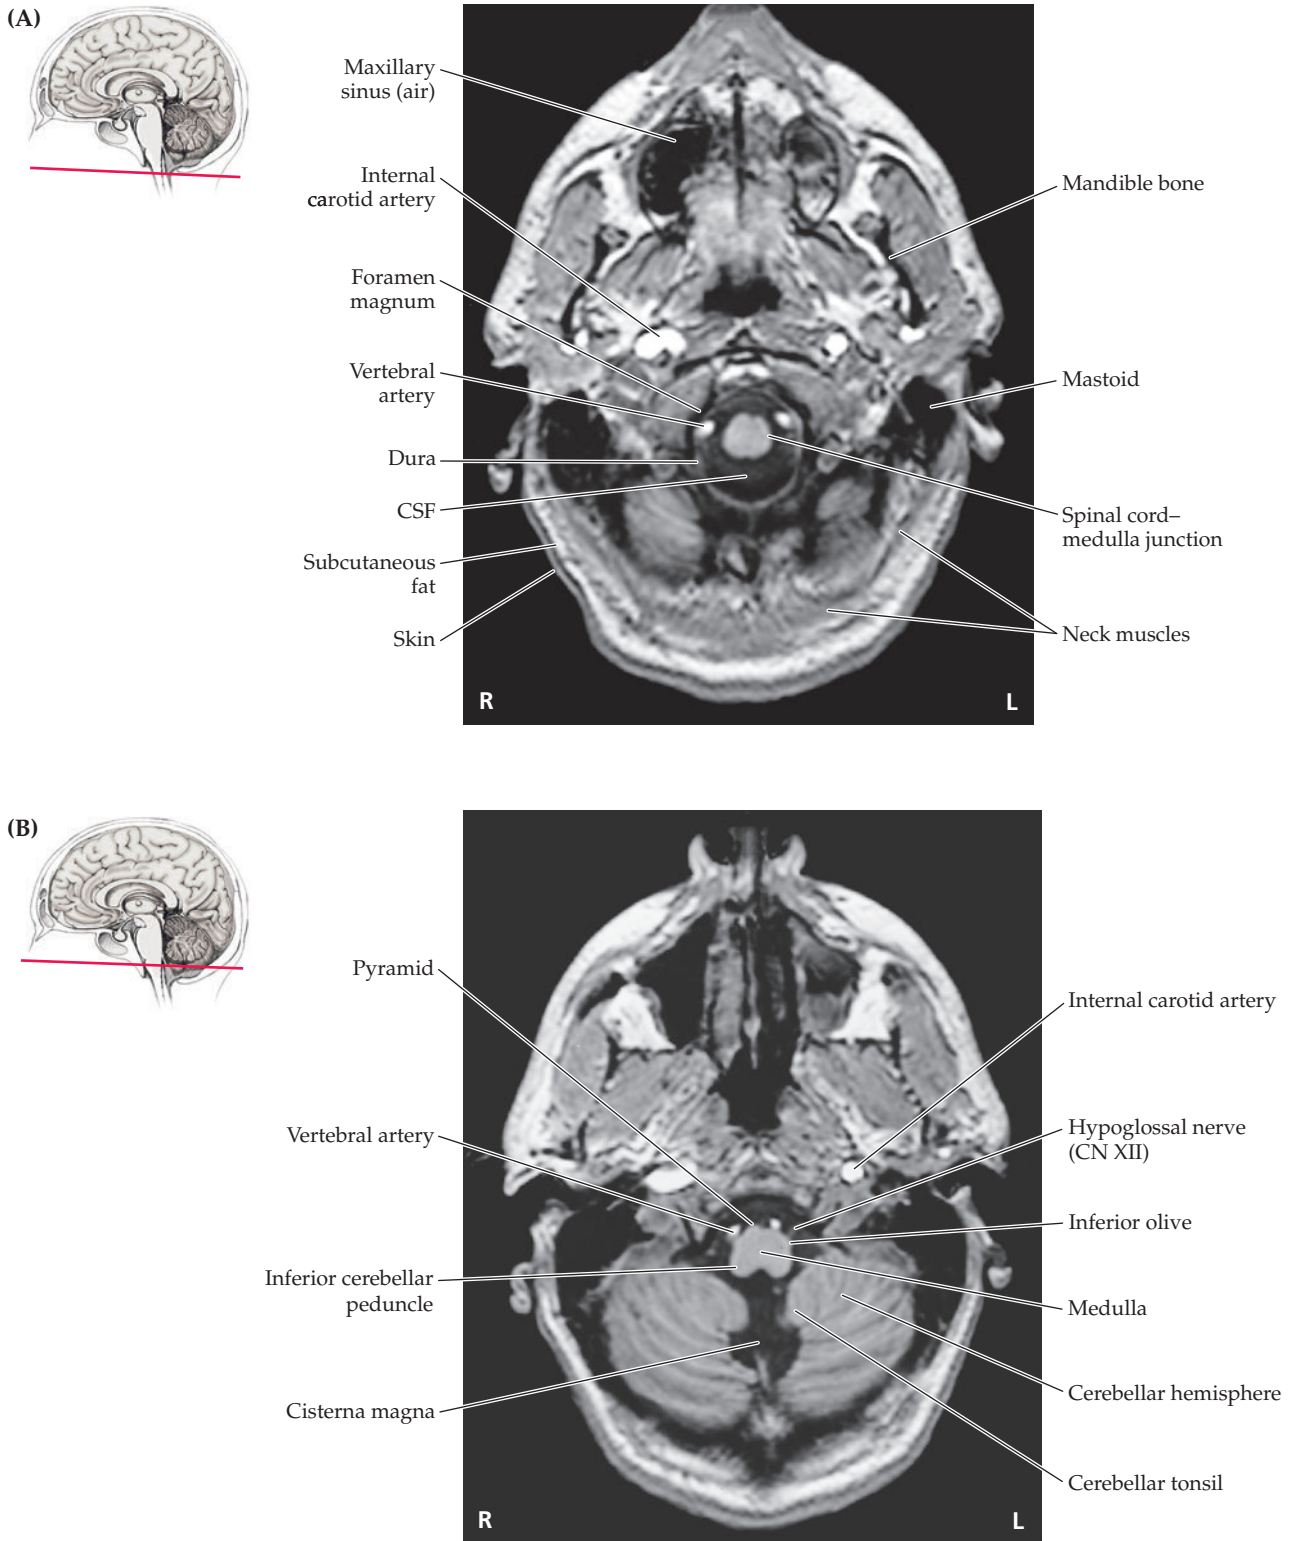 (A)
Maxillary
sinus (air)
Internal
carotid artery
Foramen
magnum
Vertebral
artery
Dura
CSF
Subcutaneous
fat
Skin
Mandible bone
Mastoid
Spinal cord–
medulla junction
Neck muscles
R
L
(B)
Pyramid
Vertebral artery
Inferior cerebellar
peduncle
Cisterna magna
Internal carotid artery
Hypoglossal nerve
(CN XII)
Inferior olive
Medulla
Cerebellar hemisphere
Cerebellar tonsil
R
L